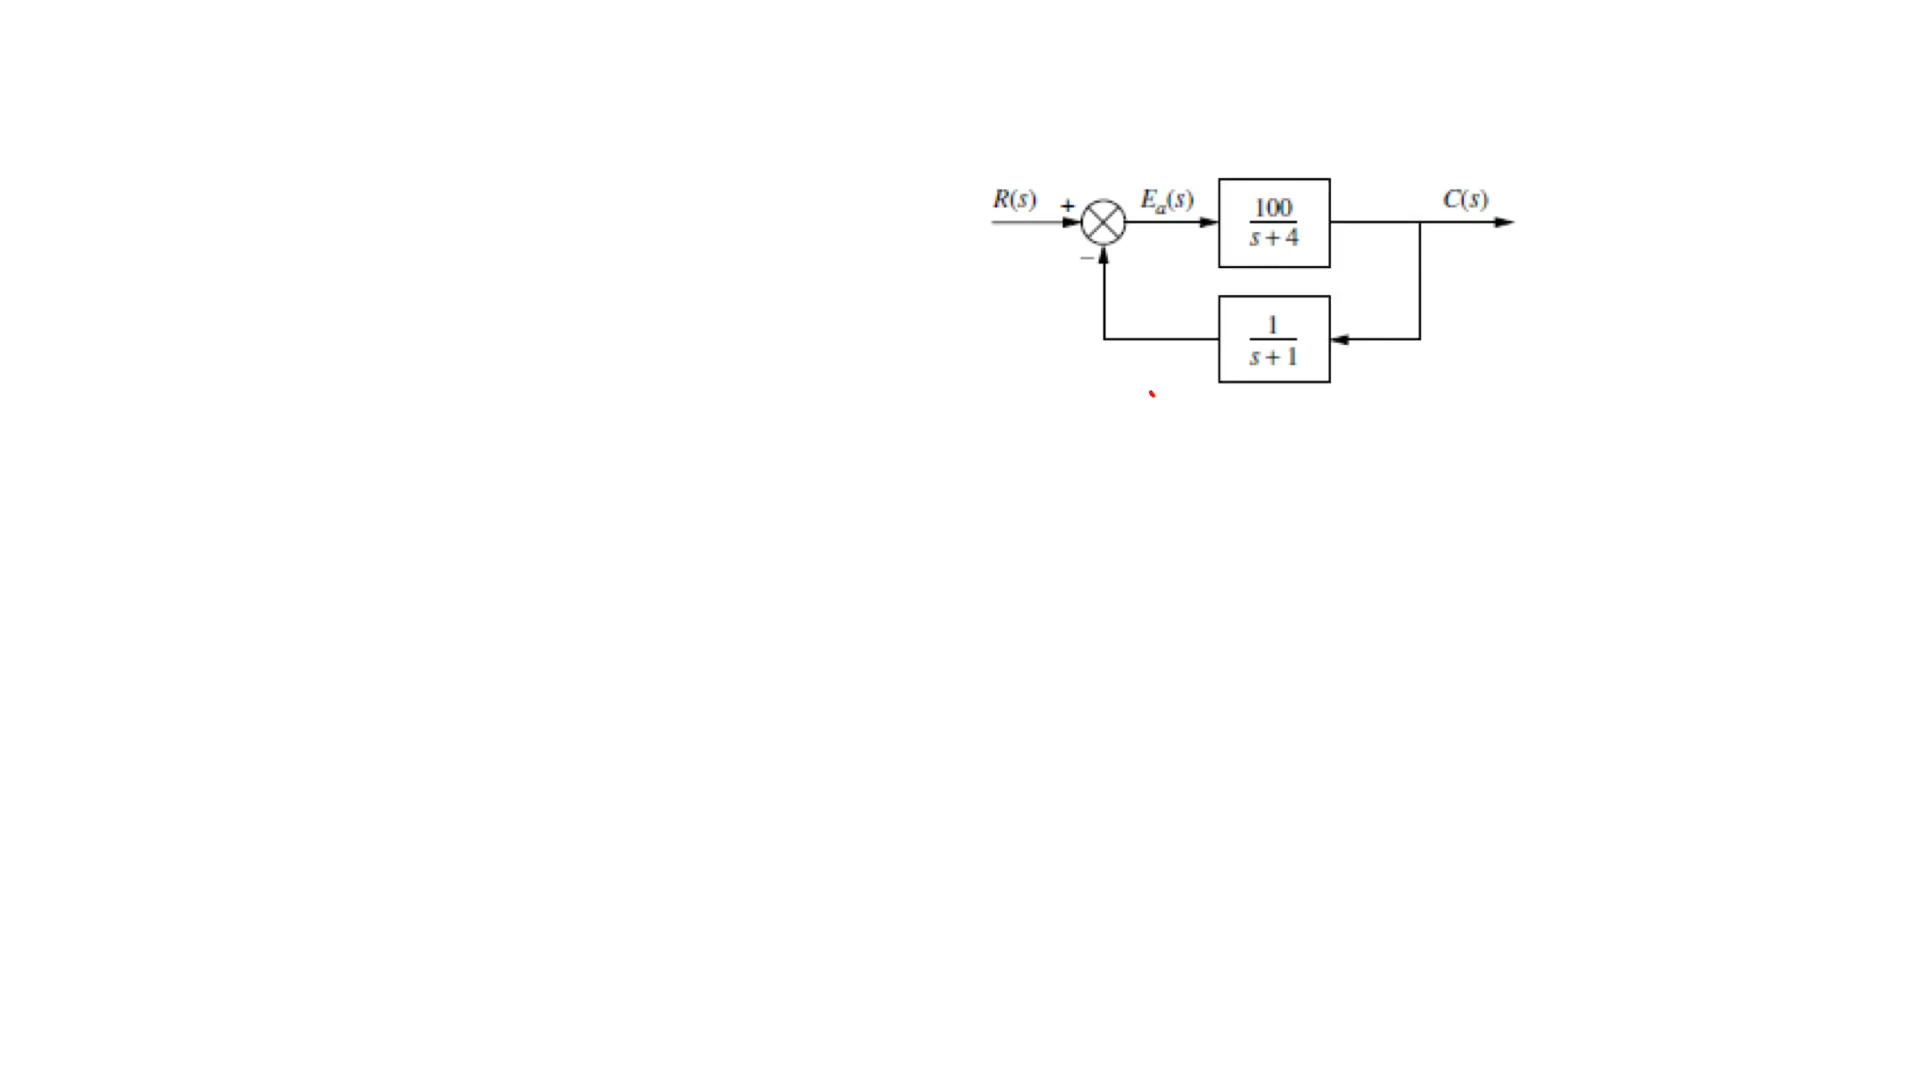 R(s) + Ea(s) 100 C(s)
s + 4
−
1
s + 1